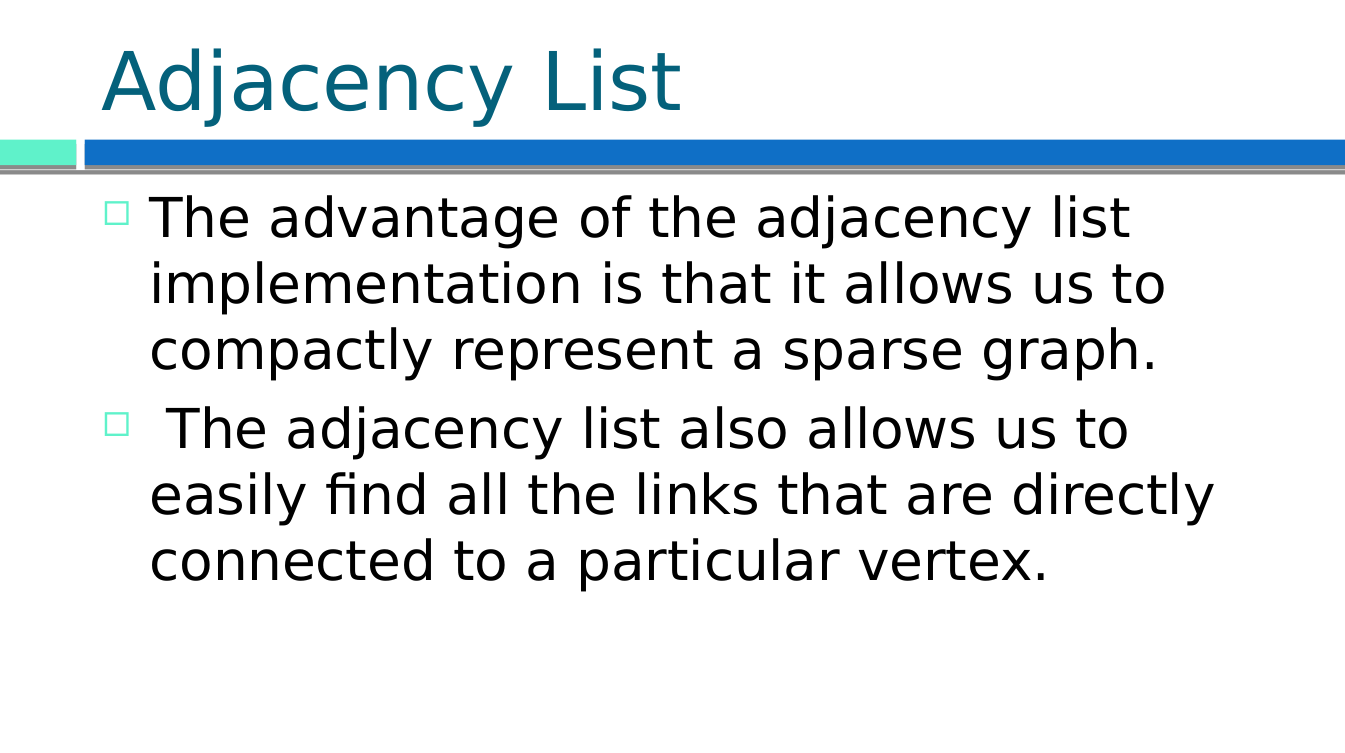 Adjacency List
The advantage of the adjacency list
implementation is that it allows us to
compactly represent a sparse graph.
The adjacency list also allows us to
easily find all the links that are directly
connected to a particular vertex.